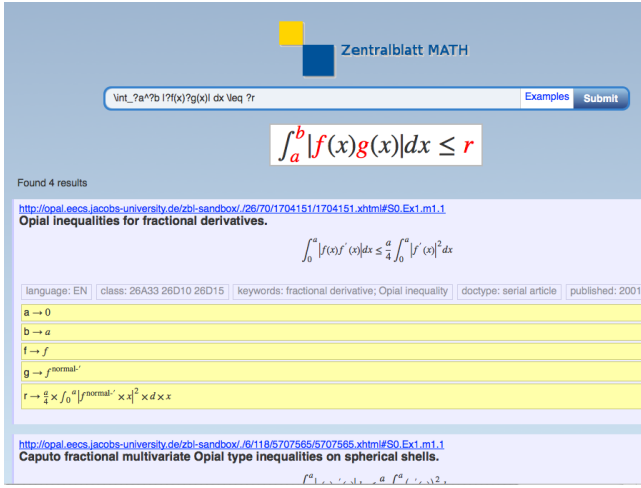 Zentralblatt MATH
\int_?a^?b |?f(x)?g(x)| dx \leq ?r Examples Submit
∫_a^b |f(x)g(x)|dx ≤ r
Found 4 results
http://opal.eecs.jacobs-university.de/zbl-sandbox/./26/70/1704151/1704151.xhtml#S0.Ex1.m1.1
Opial inequalities for fractional derivatives.
∫_0^a |f(x)f′(x)|dx ≤ a/4 ∫_0^a |f′(x)|² dx
language: EN class: 26A33 26D10 26D15 keywords: fractional derivative; Opial inequality doctype: serial article published: 2001
a → 0
b → a
f → f
g → f^normal-′
r → a/4 × ∫_0^a |f^normal-′ × x|² × d × x
http://opal.eecs.jacobs-university.de/zbl-sandbox/./6/118/5707565/5707565.xhtml#S0.Ex1.m1.1
Caputo fractional multivariate Opial type inequalities on spherical shells.